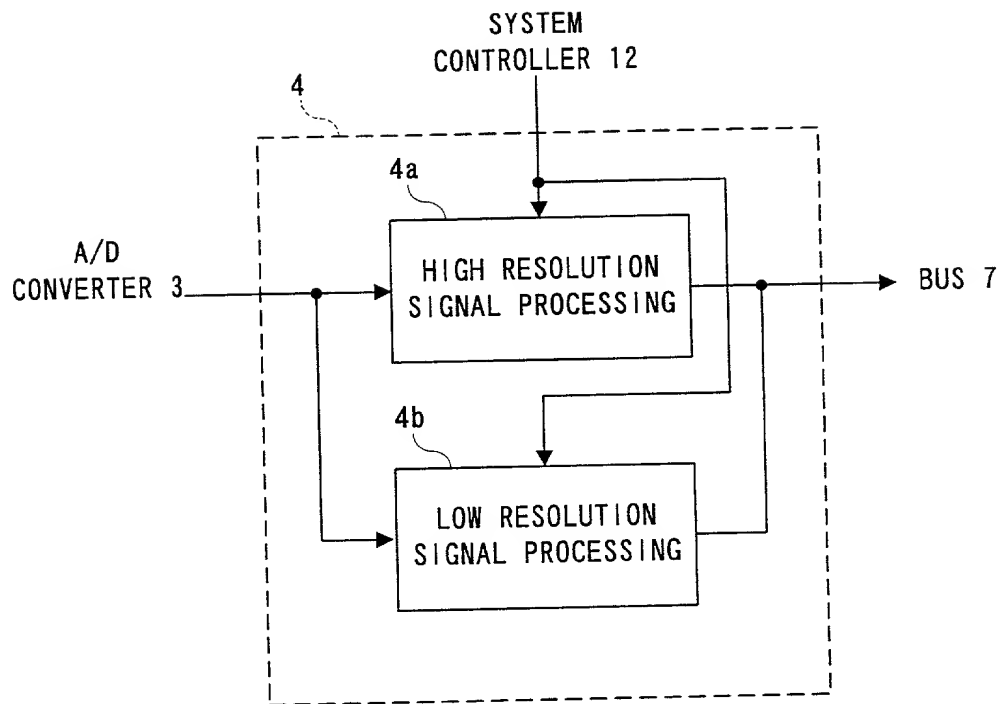 SYSTEM
CONTROLLER 12
4
4a
A/D
CONVERTER 3
HIGH RESOLUTION
SIGNAL PROCESSING
BUS 7
4b
LOW RESOLUTION
SIGNAL PROCESSING